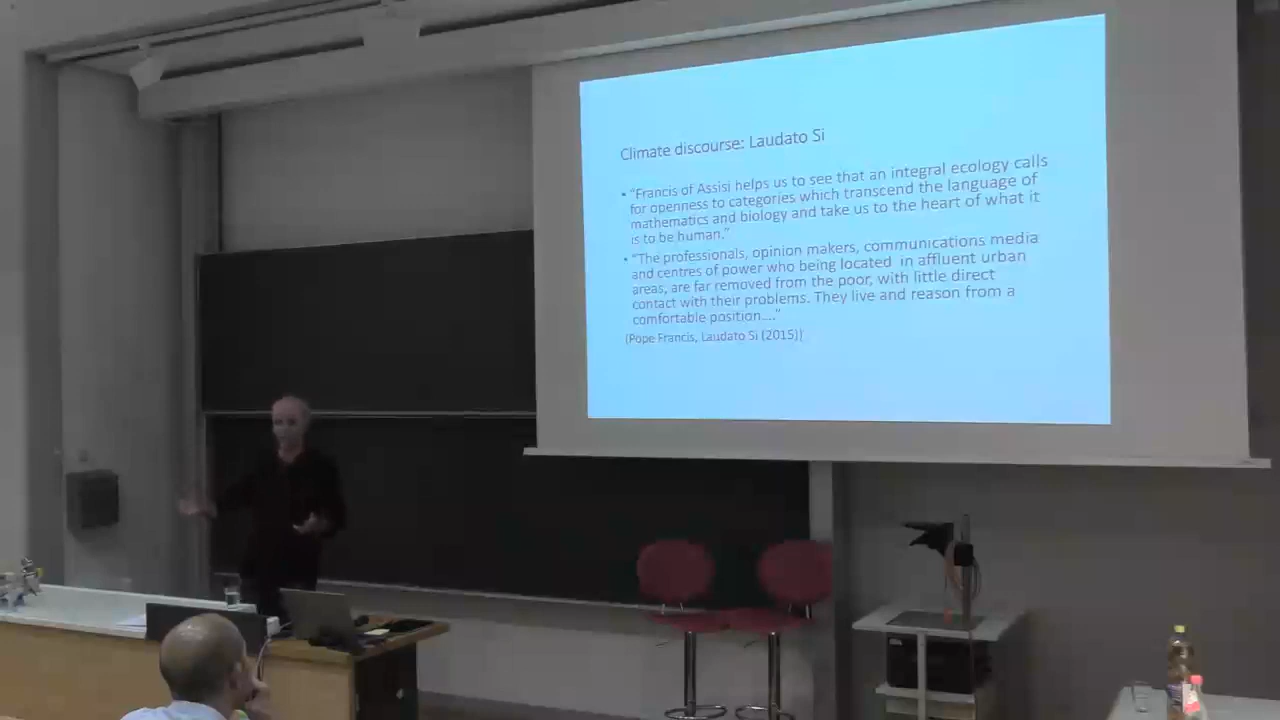 Climate discourse: Laudato Si
• “Francis of Assisi helps us to see that an integral ecology calls
for openness to categories which transcend the language of
mathematics and biology and take us to the heart of what it
is to be human.”
• “The professionals, opinion makers, communications media
and centres of power who being located in affluent urban
areas, are far removed from the poor, with little direct
contact with their problems. They live and reason from a
comfortable position....”
(Pope Francis, Laudato Si (2015))